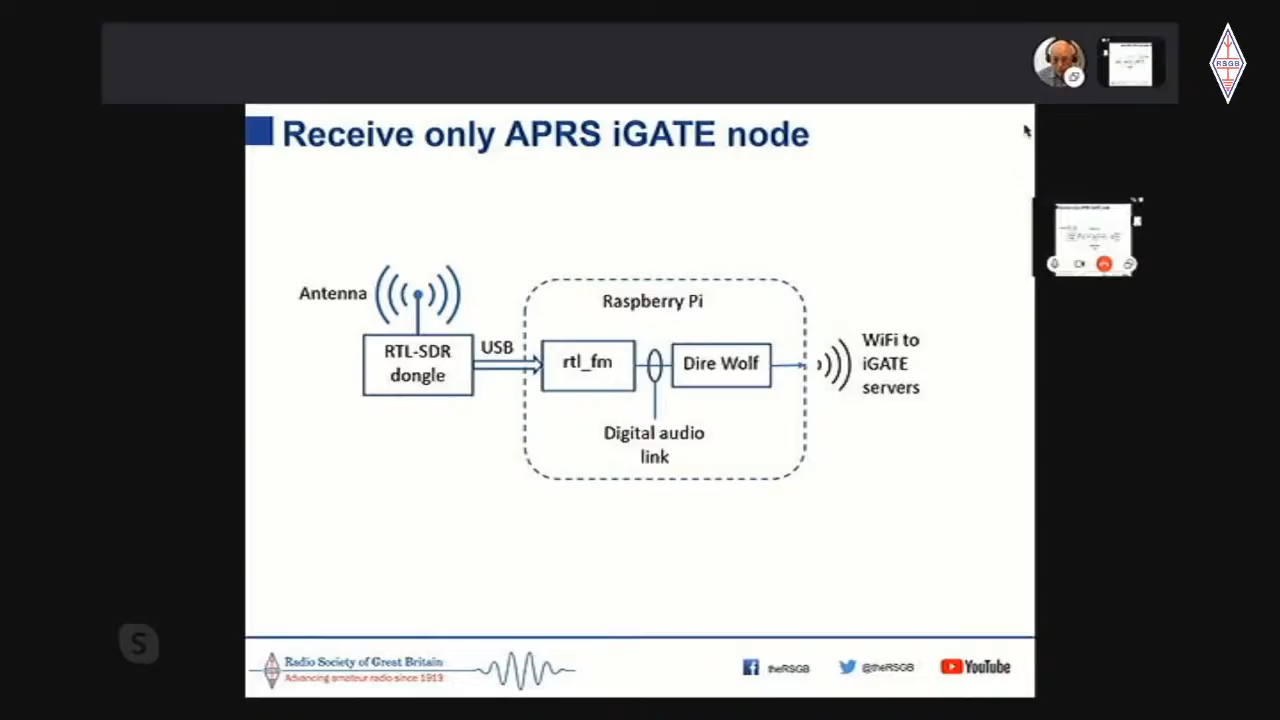 RSGB
Receive only APRS iGATE node
Antenna
RTL-SDR
dongle
USB
Raspberry Pi
rtl_fm
Dire Wolf
Digital audio
link
WiFi to
iGATE
servers
S
Radio Society of Great Britain
Advancing amateur radio since 1913
theRSGB
@theRSGB
YouTube